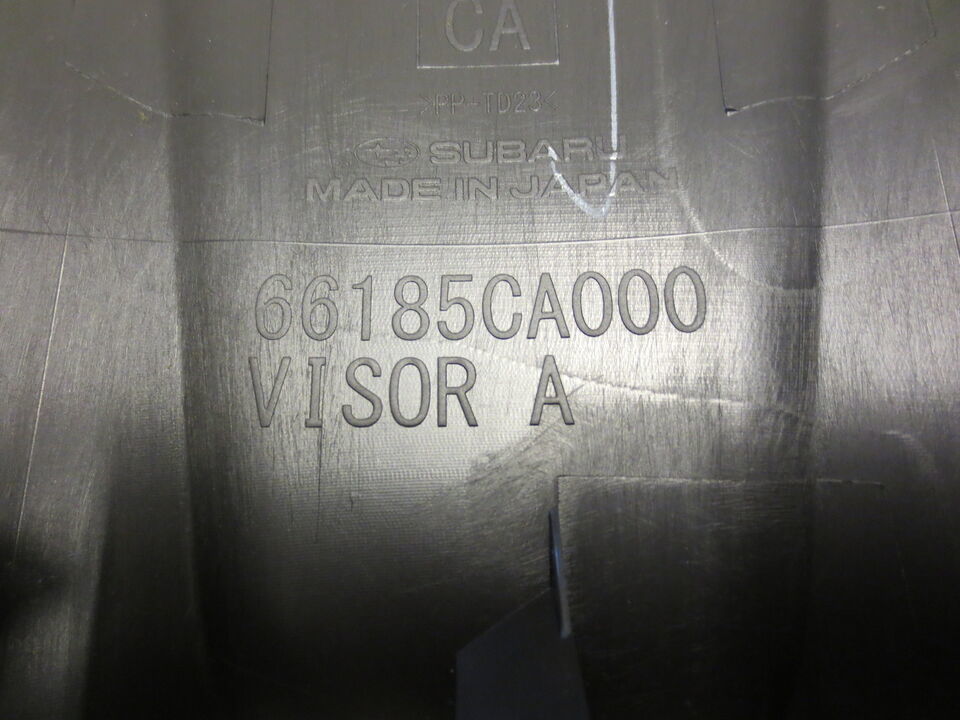 CA
>PP-TD23<
SUBARU
MADE IN JAPAN
66185CA000
VISOR A